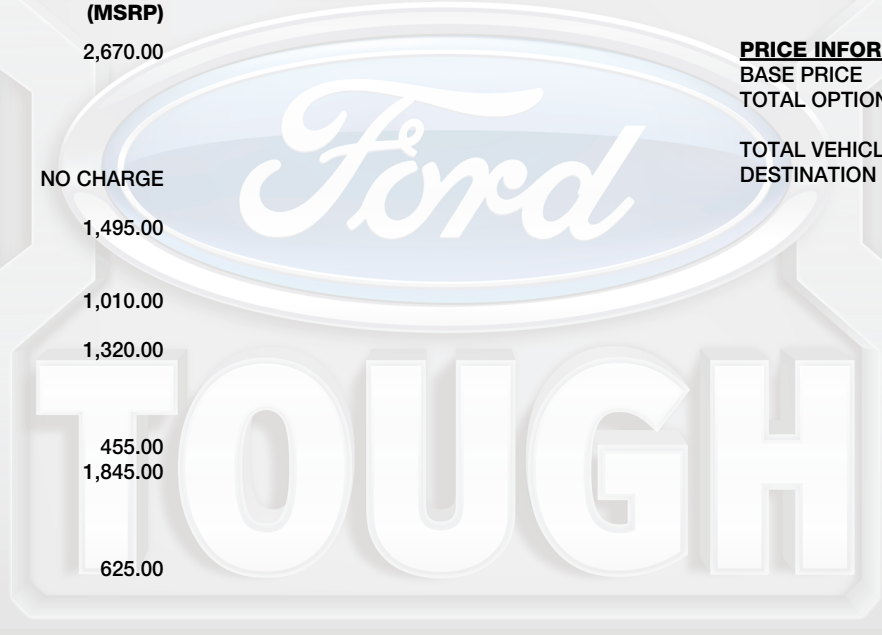 (MSRP)
2,670.00
NO CHARGE
1,495.00
1,010.00
1,320.00
455.00
1,845.00
625.00
PRICE INFOR
BASE PRICE
TOTAL OPTION
TOTAL VEHICL
DESTINATION
Ford
TOUGH